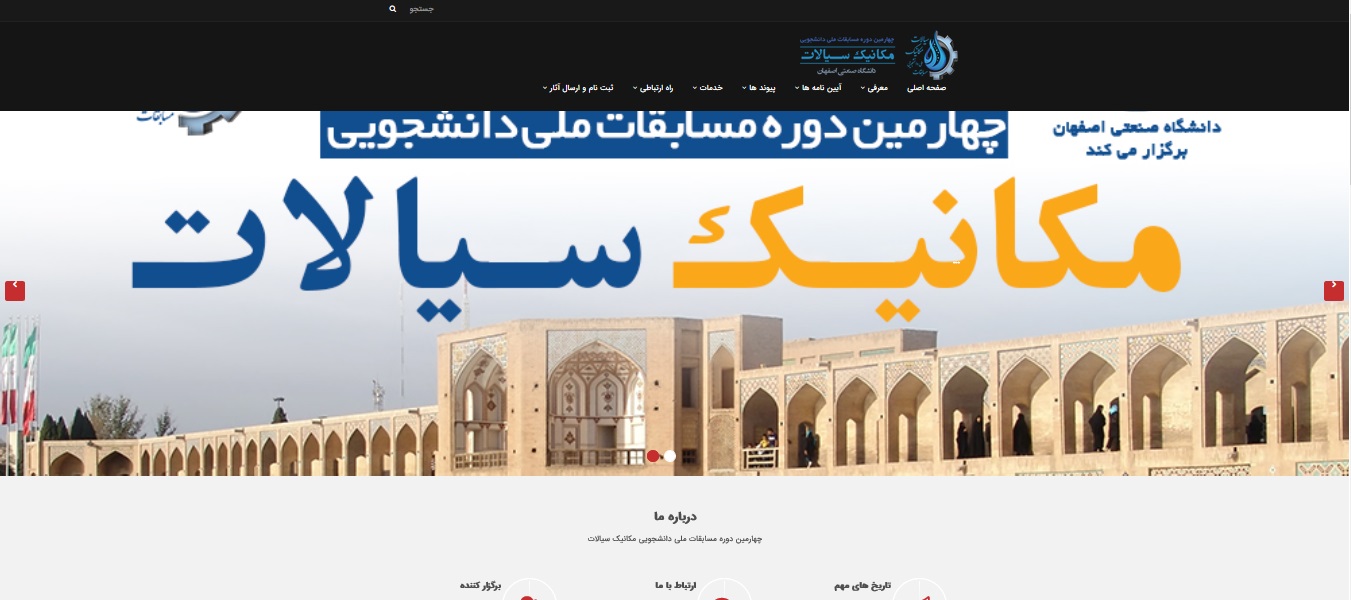 جستجو
چهارمین دوره مسابقات ملی دانشجویی
مکانیک سیالات
دانشگاه صنعتی اصفهان
صفحه اصلی
معرفی
آیین نامه ها
پیوند ها
خدمات
راه ارتباطی
ثبت نام و ارسال آثار
دانشگاه صنعتی اصفهان
برگزار می کند
چهارمین دوره مسابقات ملی دانشجویی
مسابقات
مکانیک سیالات
درباره ما
چهارمین دوره مسابقات ملی دانشجویی مکانیک سیالات
تاریخ های مهم
ارتباط با ما
برگزار کننده